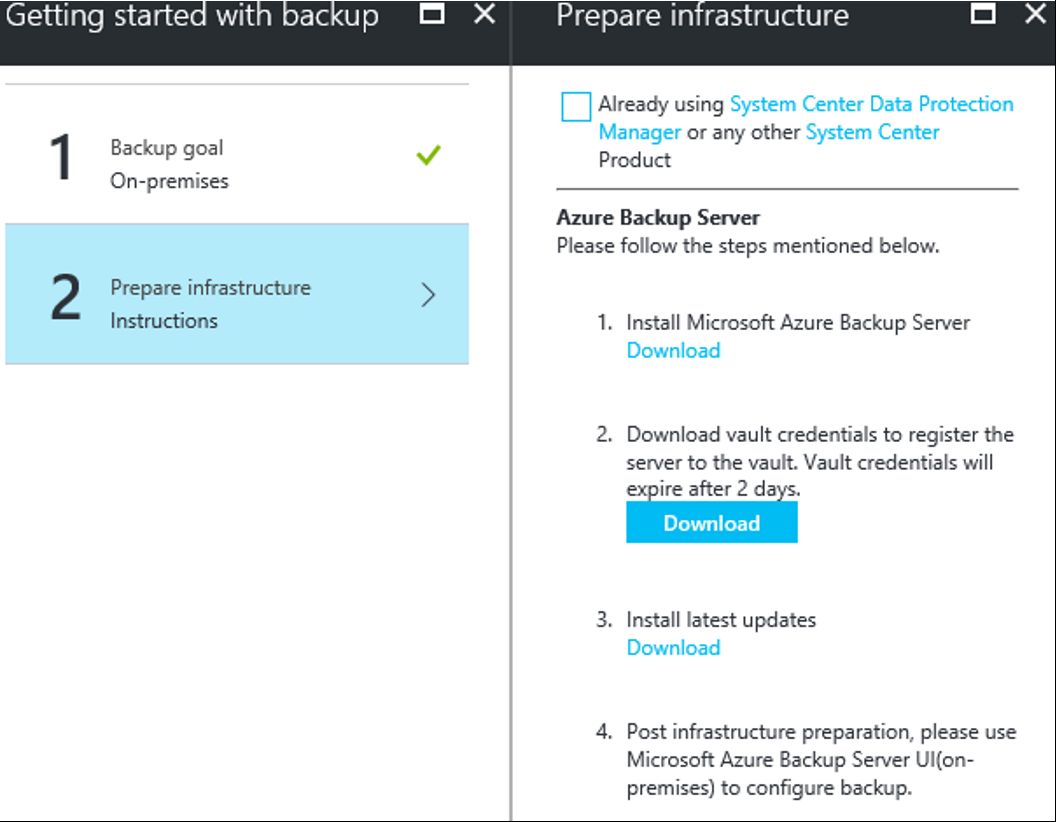 Getting started with backup
1
Backup goal
On-premises
2
Prepare infrastructure
Instructions
Prepare infrastructure
Already using System Center Data Protection
Manager or any other System Center
Product
Azure Backup Server
Please follow the steps mentioned below.
1. Install Microsoft Azure Backup Server
Download
2. Download vault credentials to register the
server to the vault. Vault credentials will
expire after 2 days.
Download
3. Install latest updates
Download
4. Post infrastructure preparation, please use
Microsoft Azure Backup Server UI(on-
premises) to configure backup.